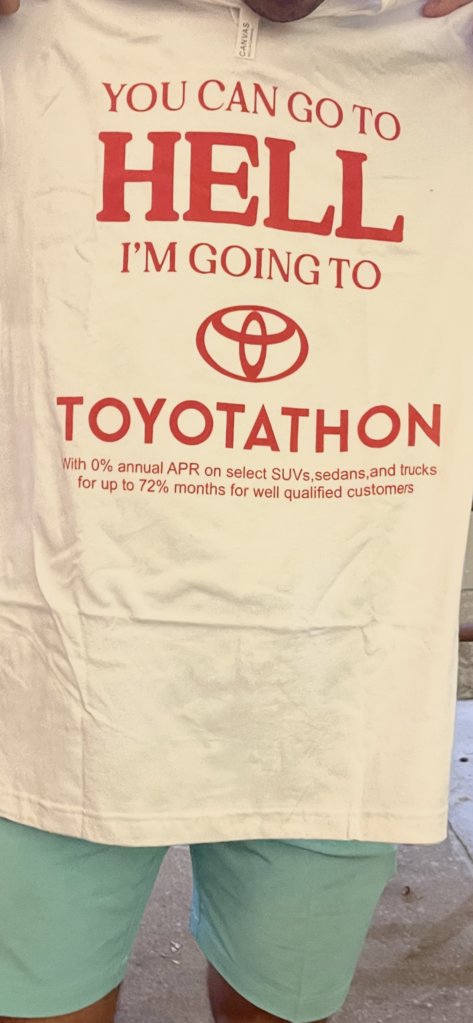 CANVAS
YOU CAN GO TO
HELL
I'M GOING TO
TOYOTATHON
With 0% annual APR on select SUVs,sedans,and trucks
for up to 72% months for well qualified customers